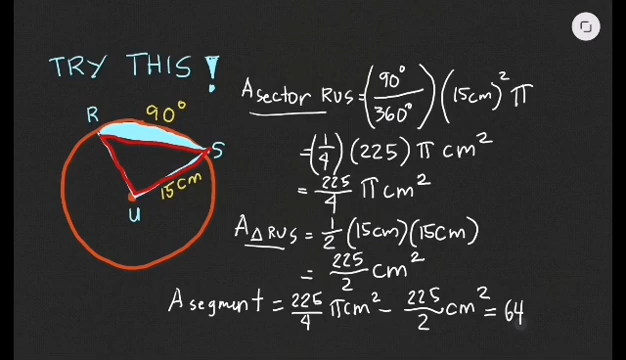 TRY THIS!
R 90°
S
15cm
U
A sector RUS = (90°/360°)(15cm)² π
= (1/4)(225) π cm²
= 225/4 π cm²
A △RUS = 1/2 (15cm)(15cm)
= 225/2 cm²
A segment = 225/4 π cm² - 225/2 cm² = 64